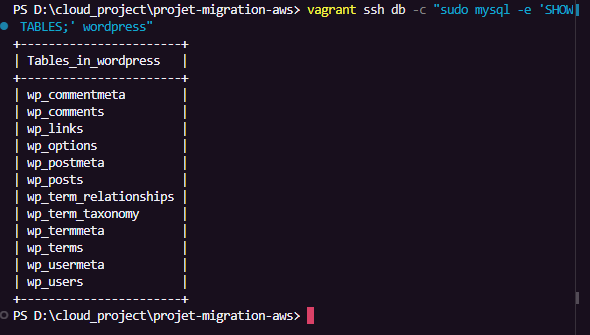 PS D:\cloud_project\projet-migration-aws> vagrant ssh db -c "sudo mysql -e 'SHOW
TABLES;' wordpress"
+-----------------------+
| Tables_in_wordpress   |
+-----------------------+
| wp_commentmeta        |
| wp_comments           |
| wp_links              |
| wp_options            |
| wp_postmeta           |
| wp_posts              |
| wp_term_relationships |
| wp_term_taxonomy      |
| wp_termmeta           |
| wp_terms              |
| wp_usermeta           |
| wp_users              |
+-----------------------+
PS D:\cloud_project\projet-migration-aws>